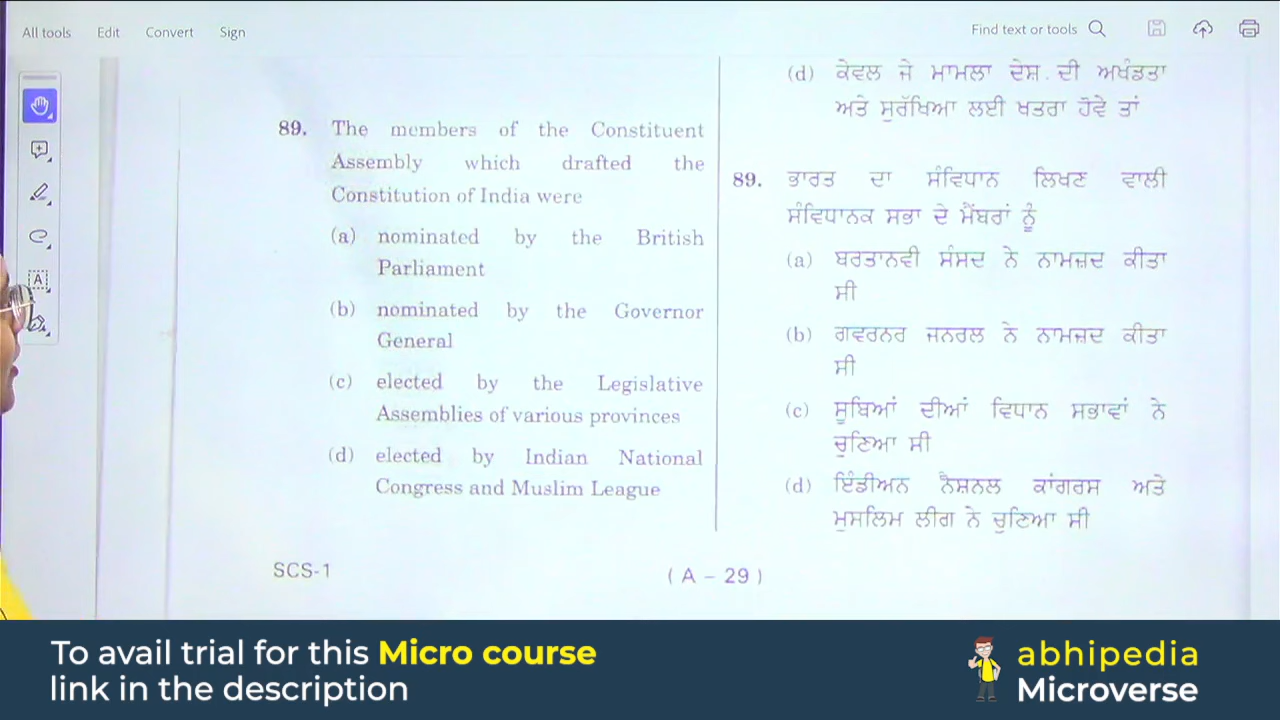 All tools Edit Convert Sign Find text or tools
89. The members of the Constituent
Assembly which drafted the
Constitution of India were
(a) nominated by the British
Parliament
(b) nominated by the Governor
General
(c) elected by the Legislative
Assemblies of various provinces
(d) elected by Indian National
Congress and Muslim League
(d) ਕੇਵਲ ਜੇ ਮਾਮਲਾ ਦੇਸ਼ ਦੀ ਅਖੰਡਤਾ
ਅਤੇ ਸੁਰੱਖਿਆ ਲਈ ਖਤਰਾ ਹੋਵੇ ਤਾਂ
89. ਭਾਰਤ ਦਾ ਸੰਵਿਧਾਨ ਲਿਖਣ ਵਾਲੀ
ਸੰਵਿਧਾਨਕ ਸਭਾ ਦੇ ਮੈਂਬਰਾਂ ਨੂੰ
(a) ਬਰਤਾਨਵੀ ਸੰਸਦ ਨੇ ਨਾਮਜ਼ਦ ਕੀਤਾ
ਸੀ
(b) ਗਵਰਨਰ ਜਨਰਲ ਨੇ ਨਾਮਜ਼ਦ ਕੀਤਾ
ਸੀ
(c) ਸੂਬਿਆਂ ਦੀਆਂ ਵਿਧਾਨ ਸਭਾਵਾਂ ਨੇ
ਚੁਣਿਆ ਸੀ
(d) ਇੰਡੀਅਨ ਨੈਸ਼ਨਲ ਕਾਂਗਰਸ ਅਤੇ
ਮੁਸਲਿਮ ਲੀਗ ਨੇ ਚੁਣਿਆ ਸੀ
SCS-1 ( A – 29 )
To avail trial for this Micro course
link in the description
abhipedia
Microverse